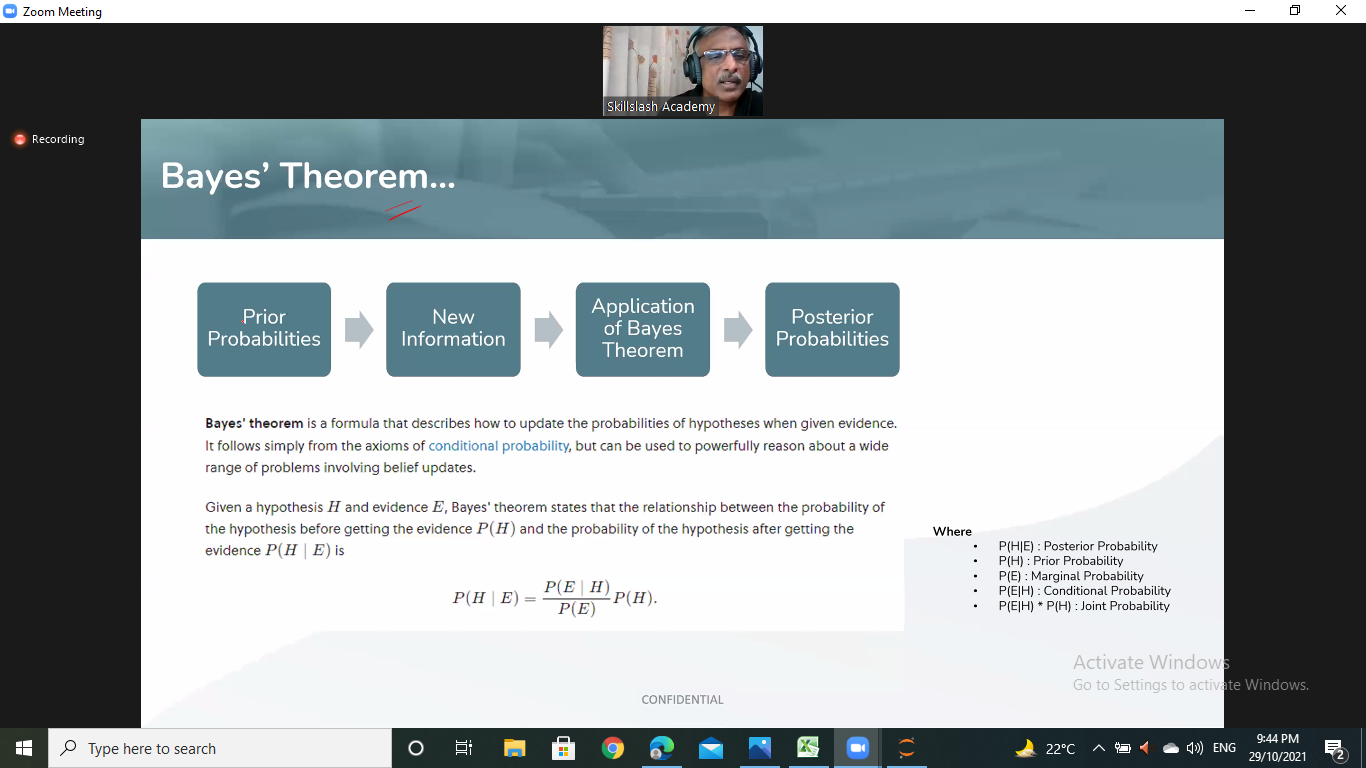 Zoom Meeting
Skillslash Academy
Recording
Bayes’ Theorem...
Prior
Probabilities
New
Information
Application
of Bayes
Theorem
Posterior
Probabilities
Bayes' theorem is a formula that describes how to update the probabilities of hypotheses when given evidence.
It follows simply from the axioms of conditional probability, but can be used to powerfully reason about a wide
range of problems involving belief updates.
Given a hypothesis H and evidence E, Bayes' theorem states that the relationship between the probability of
the hypothesis before getting the evidence P(H) and the probability of the hypothesis after getting the
evidence P(H | E) is
P(H | E) = P(E | H) / P(E) P(H).
Where
• P(H|E) : Posterior Probability
• P(H) : Prior Probability
• P(E) : Marginal Probability
• P(E|H) : Conditional Probability
• P(E|H) * P(H) : Joint Probability
Activate Windows
Go to Settings to activate Windows.
CONFIDENTIAL
Type here to search
22°C
ENG
9:44 PM
29/10/2021
2